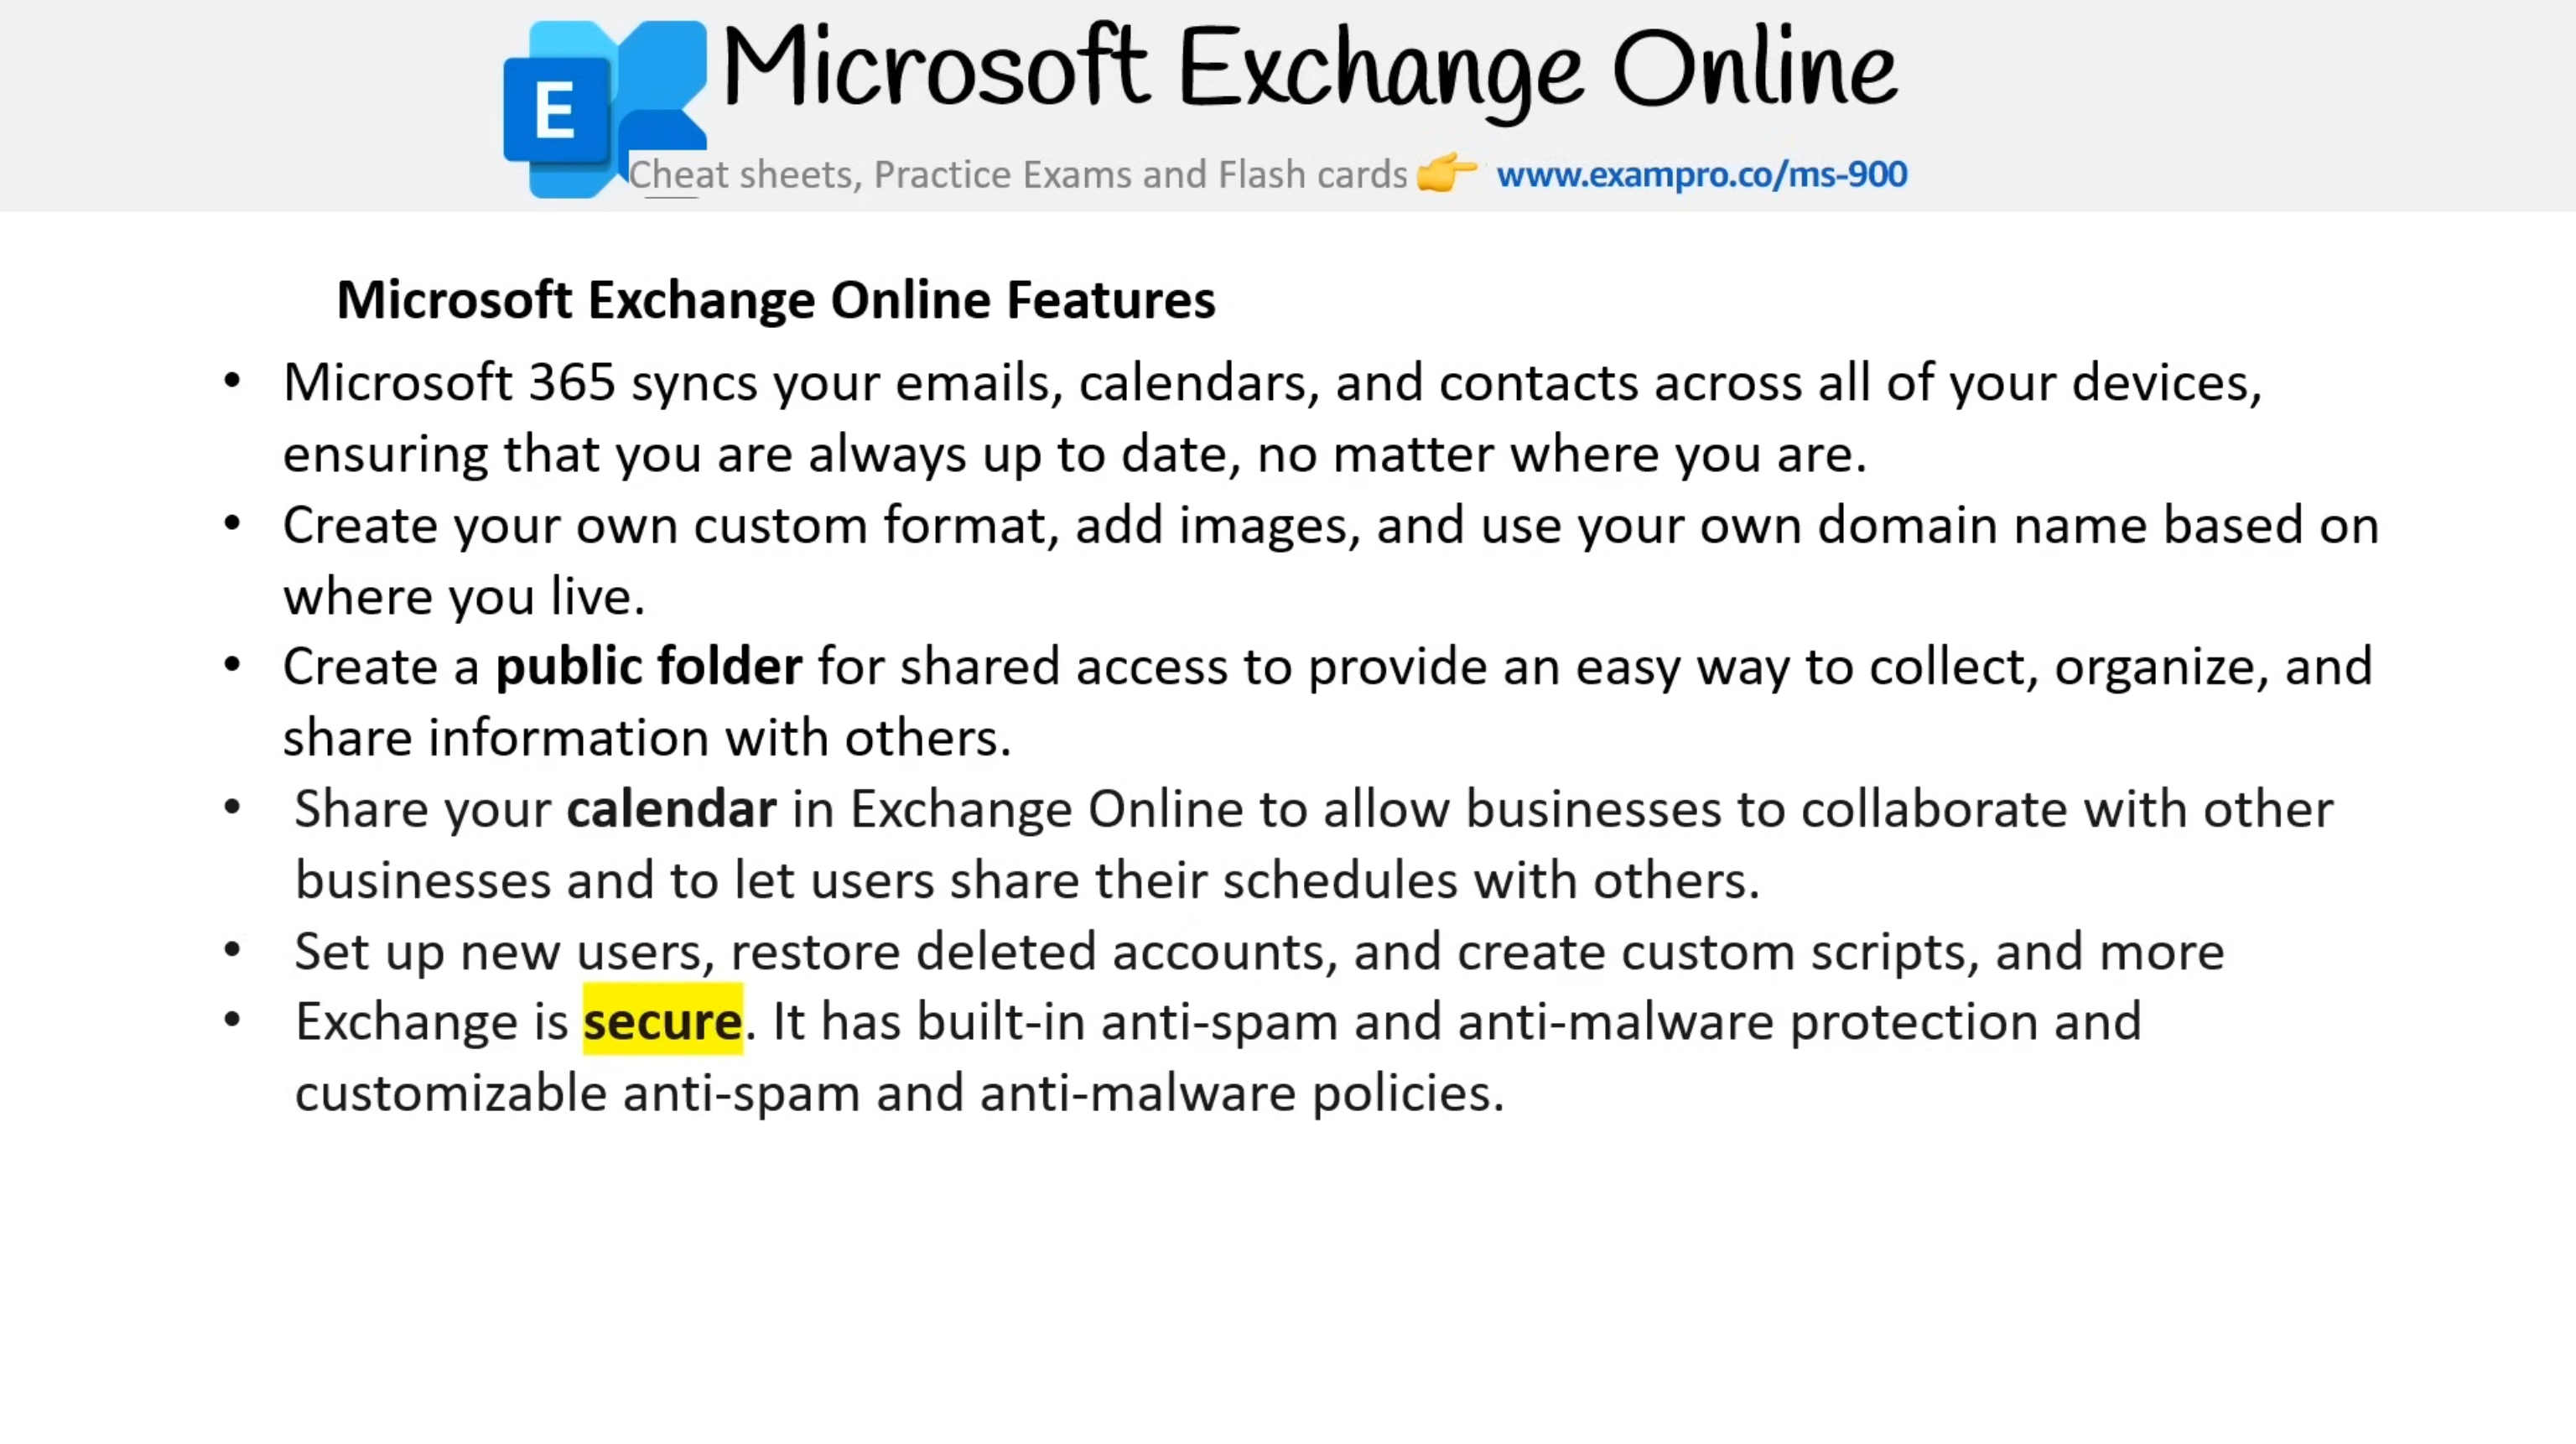 E
Microsoft Exchange Online
Cheat sheets, Practice Exams and Flash cards 👉 www.exampro.co/ms-900
Microsoft Exchange Online Features
• Microsoft 365 syncs your emails, calendars, and contacts across all of your devices,
ensuring that you are always up to date, no matter where you are.
• Create your own custom format, add images, and use your own domain name based on
where you live.
• Create a public folder for shared access to provide an easy way to collect, organize, and
share information with others.
• Share your calendar in Exchange Online to allow businesses to collaborate with other
businesses and to let users share their schedules with others.
• Set up new users, restore deleted accounts, and create custom scripts, and more
• Exchange is secure. It has built-in anti-spam and anti-malware protection and
customizable anti-spam and anti-malware policies.